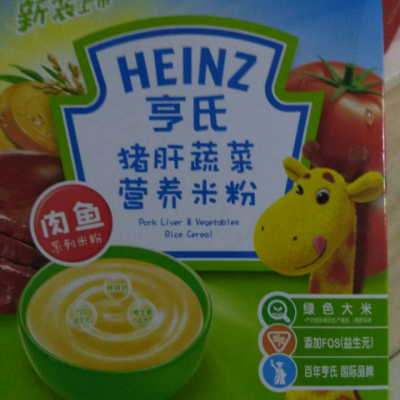 新装上市
HEINZ
亨氏
猪肝蔬菜
营养米粉
Pork Liver & Vegetables
Rice Cereal
肉鱼
系列米粉
绿色大米
添加FOS(益生元)
百年亨氏 国际品牌